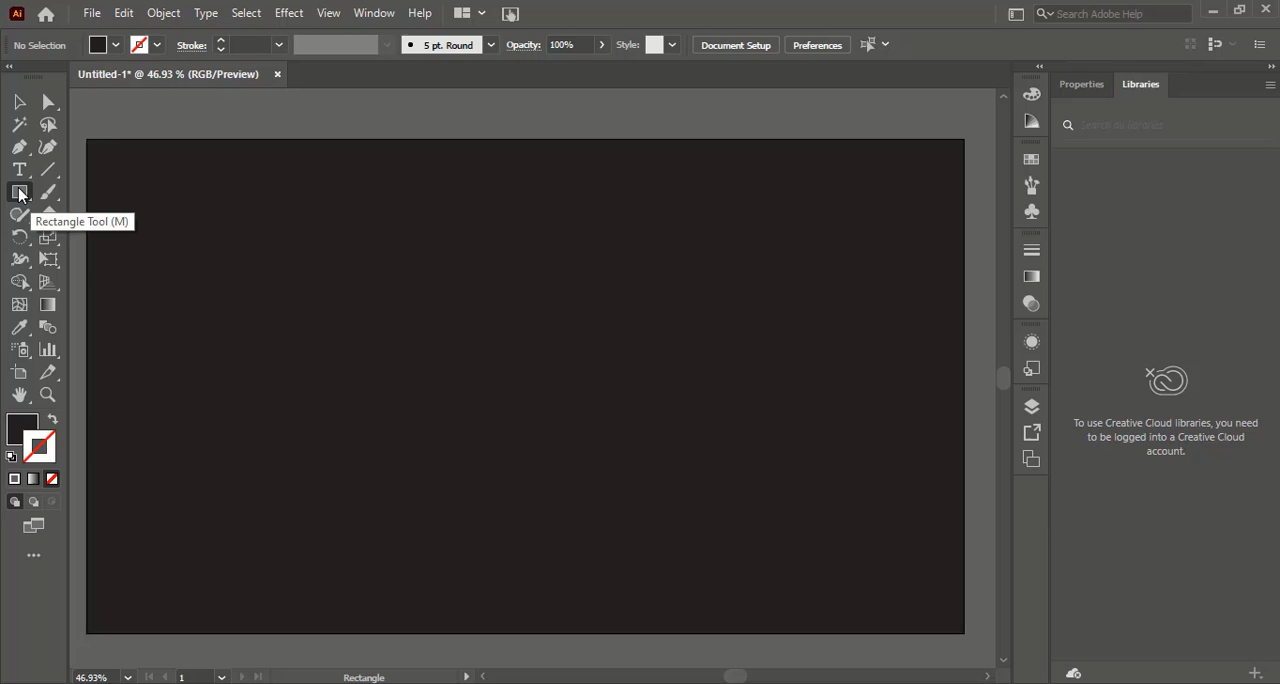 Ai File Edit Object Type Select Effect View Window Help Search Adobe Help
No Selection Stroke: 5 pt. Round Opacity: 100% Style: Document Setup Preferences
Untitled-1* @ 46.93 % (RGB/Preview)
Properties Libraries
Search all libraries
T
Rectangle Tool (M)
To use Creative Cloud libraries, you need
to be logged into a Creative Cloud
account.
46.93% 1 Rectangle